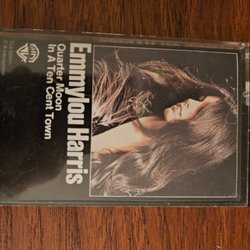 Emmylou Harris
Quarter Moon
In A Ten Cent Town